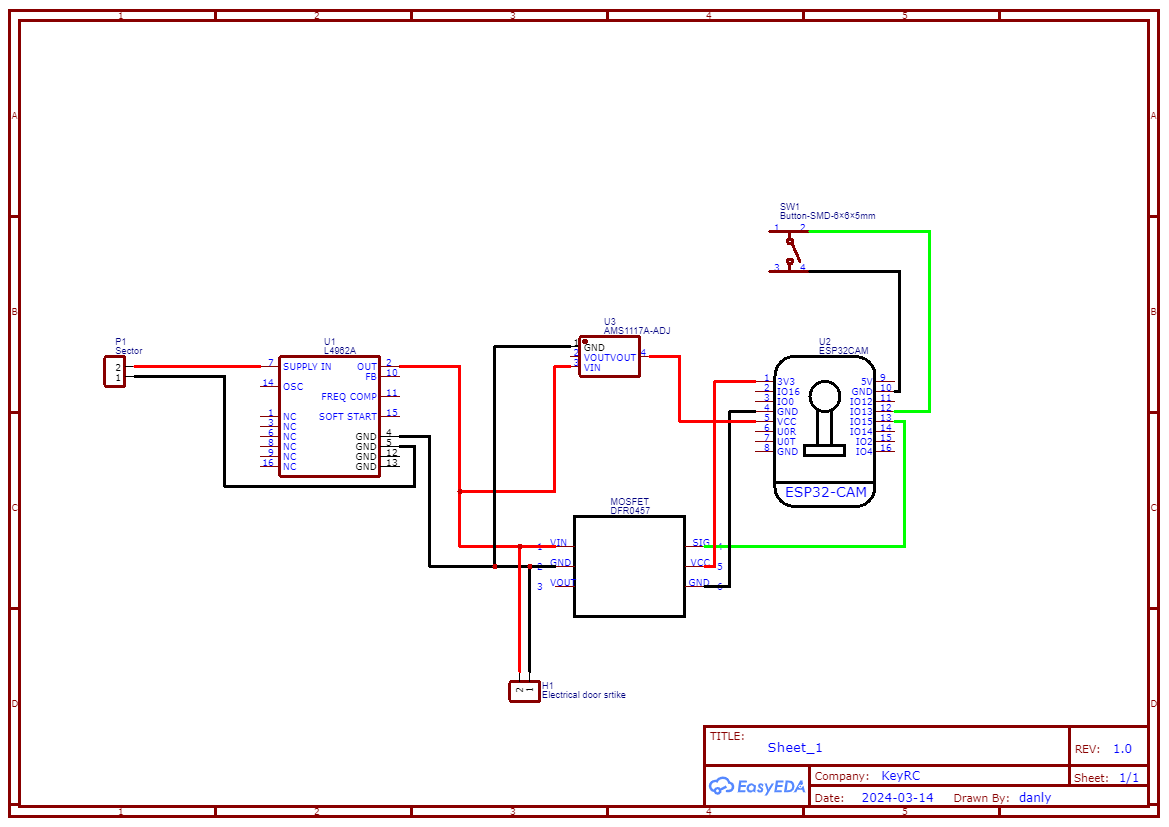 1 2 3 4 5
A A
B B
C C
D D
SW1
Button-SMD-6×6×5mm
1 2
3 4
P1
Sector
2
1
U1
L4962A
7 SUPPLY IN OUT 2
FB 10
14 OSC
FREQ COMP 11
1 NC SOFT START 15
3 NC
6 NC GND 4
8 NC GND 5
9 NC GND 12
16 NC GND 13
U3
AMS1117A-ADJ
1 GND
2 VOUT VOUT 4
3 VIN
U2
ESP32CAM
1 3V3 5V 9
2 IO16 GND 10
3 IO0 IO12 11
4 GND IO13 12
5 VCC IO15 13
6 U0R IO14 14
7 U0T IO2 15
8 GND IO4 16
ESP32-CAM
MOSFET
DFR0457
1 VIN SIG 4
2 GND VCC 5
3 VOUT GND 6
2 1
H1
Electrical door srtike
TITLE:
Sheet_1
REV: 1.0
EasyEDA
Company: KeyRC
Sheet: 1/1
Date: 2024-03-14 Drawn By: danly
1 2 3 4 5